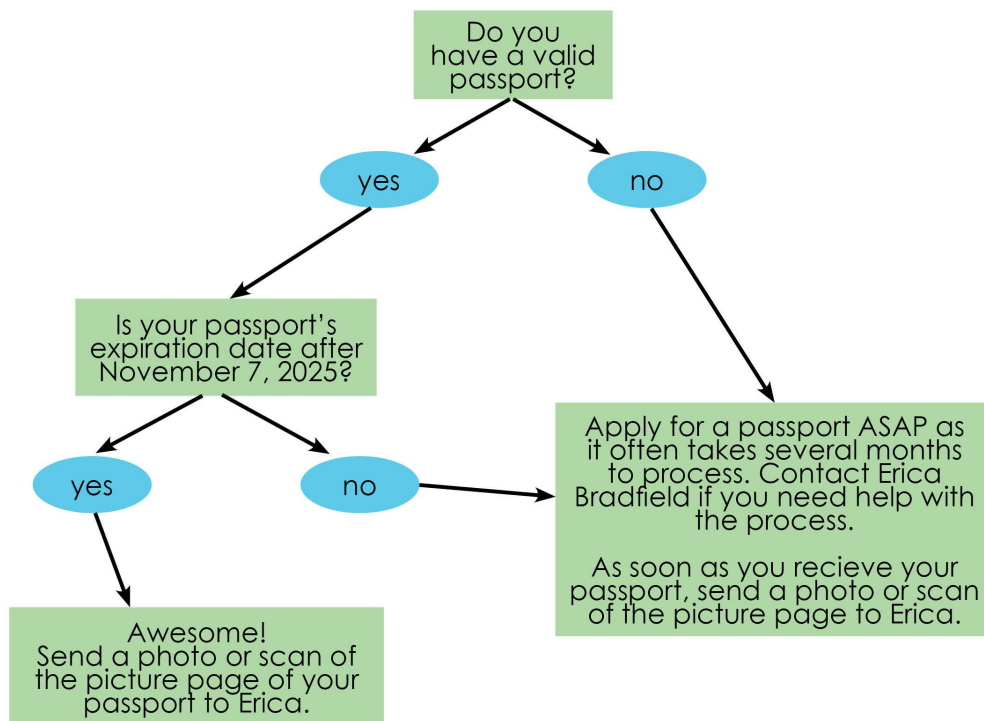 Do you
have a valid
passport?
yes
no
Is your passport’s
expiration date after
November 7, 2025?
yes
no
Apply for a passport ASAP as
it often takes several months
to process. Contact Erica
Bradfield if you need help with
the process.
As soon as you recieve your
passport, send a photo or scan
of the picture page to Erica.
Awesome!
Send a photo or scan of
the picture page of your
passport to Erica.